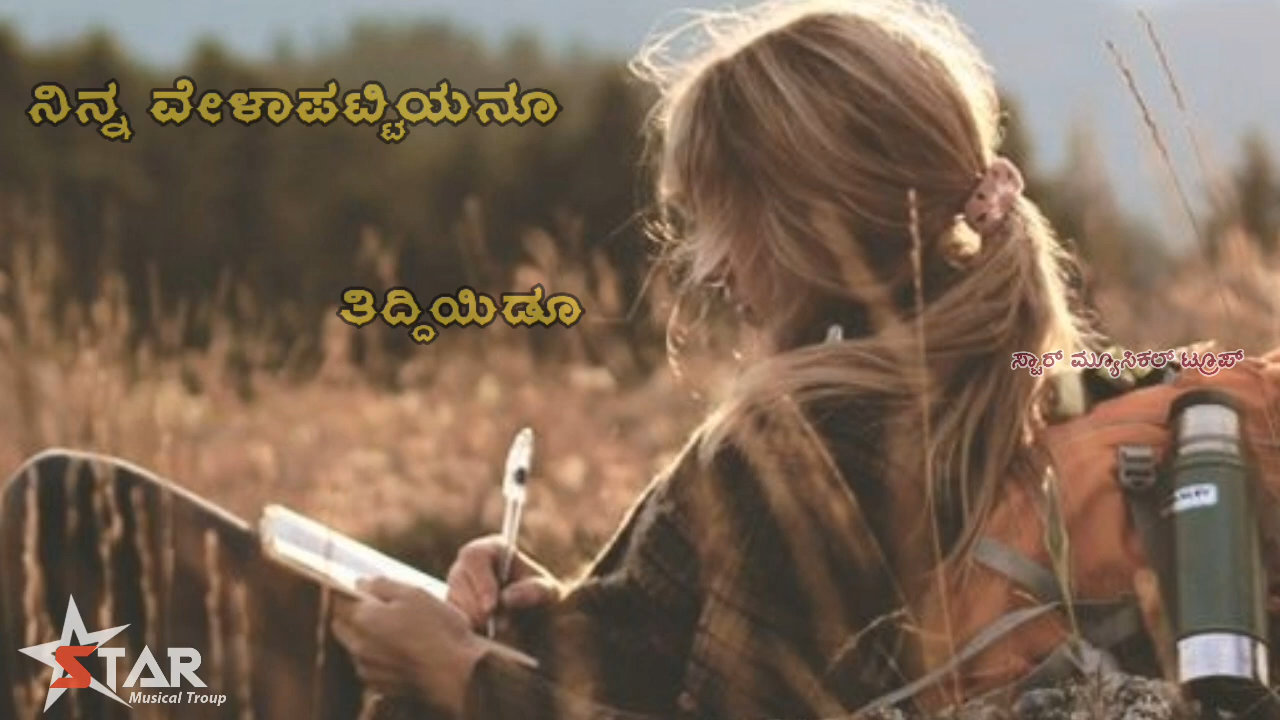 ನಿನ್ನ ವೇಳಾಪಟ್ಟಿಯನೂ
ತಿದ್ದಿಯಿಡೂ
ಸ್ಟಾರ್ ಮ್ಯೂಸಿಕಲ್ ಟ್ರೂಪ್
STAR
Musical Troup